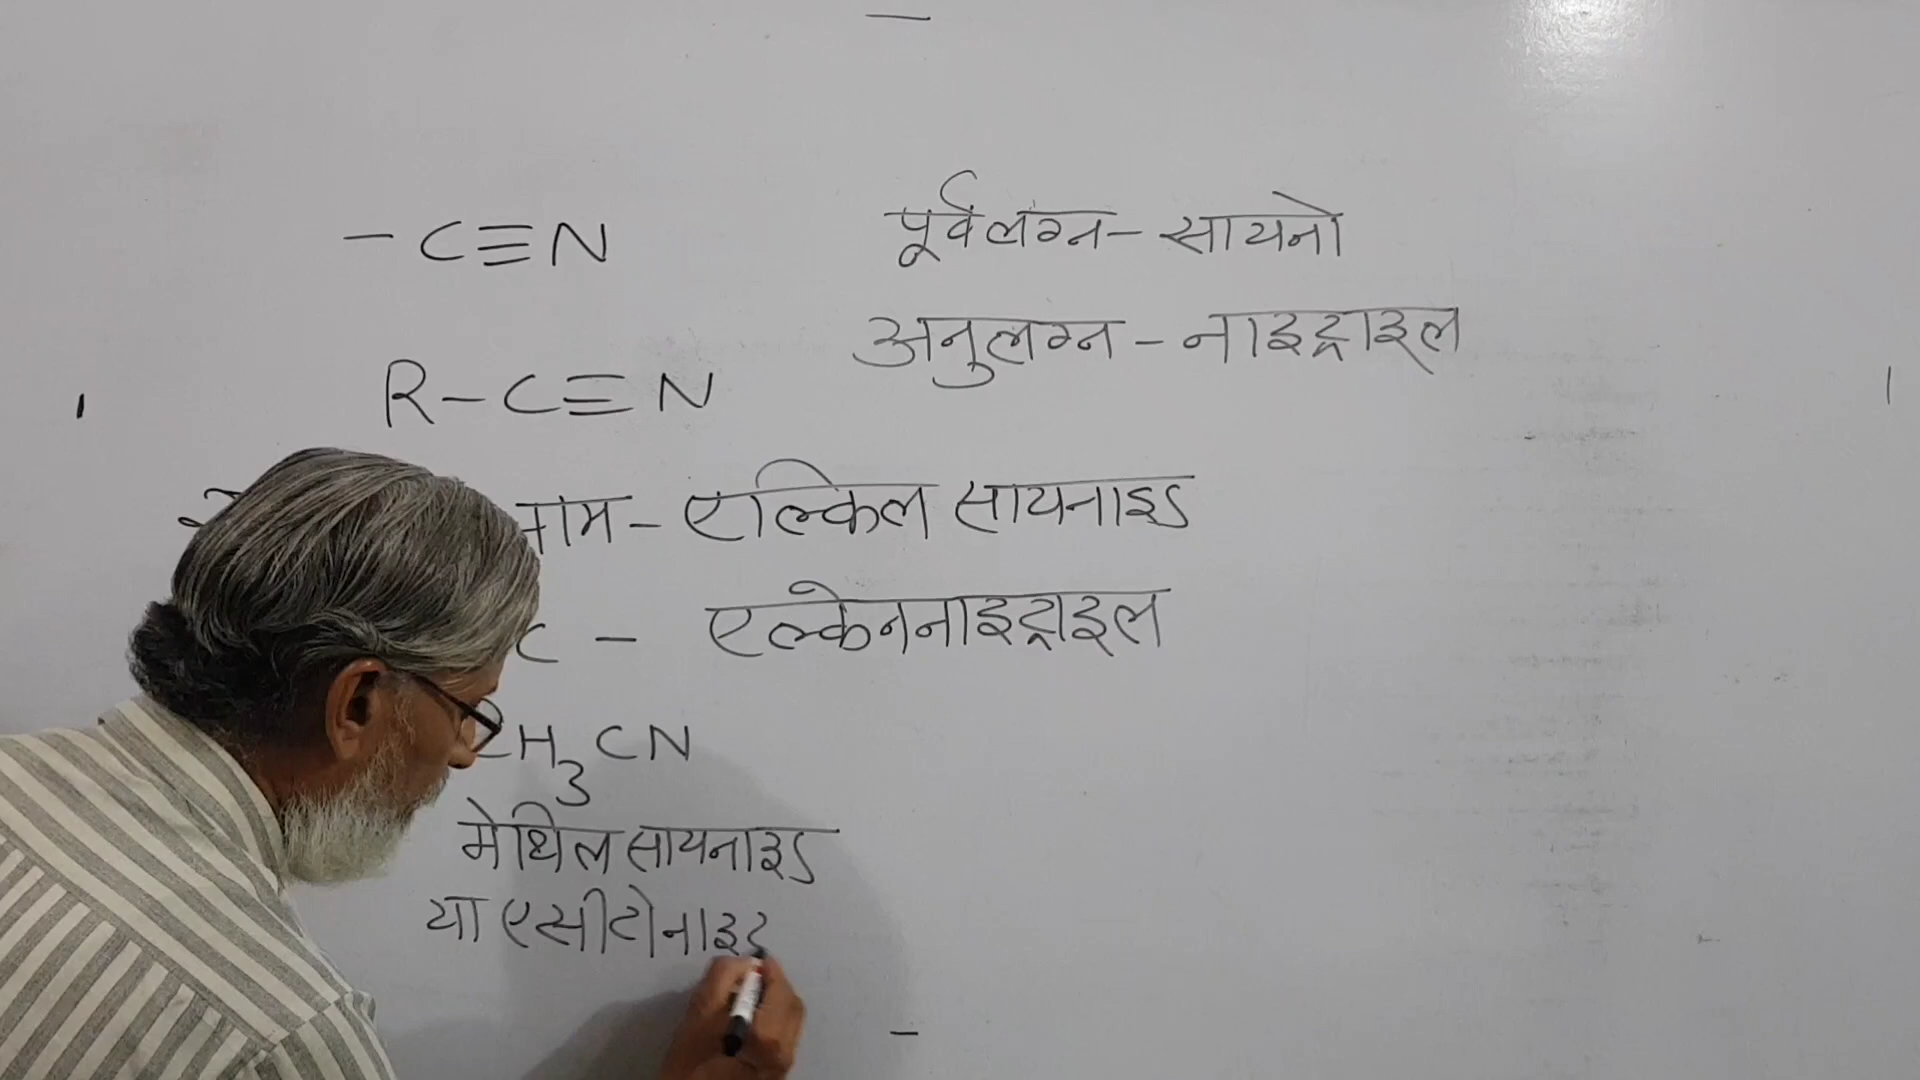 -C≡N
पूर्वलग्न - सायनो
अनुलग्न - नाइट्राइल
R-C≡N
नाम - एल्किल सायनाइड
C - एल्केननाइट्राइल
CH3CN
मेथिल सायनाइड
या एसीटोनाइट